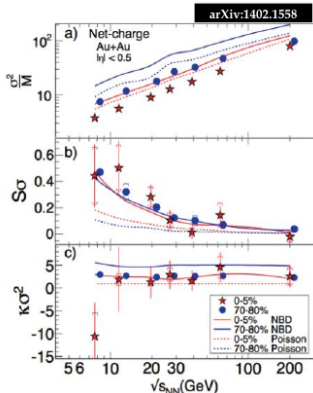 arXiv:1402.1558
a) Net-charge
Au+Au
|η| < 0.5
10²
10
σ²/M
b)
0.6
0.4
0.2
0
Sσ
c)
15
10
5
0
-5
-10
-15
κσ²
0-5%
70-80%
0-5% NBD
70-80% NBD
0-5% Poisson
70-80% Poisson
5 6 10 20 30 100 200
√sNN(GeV)